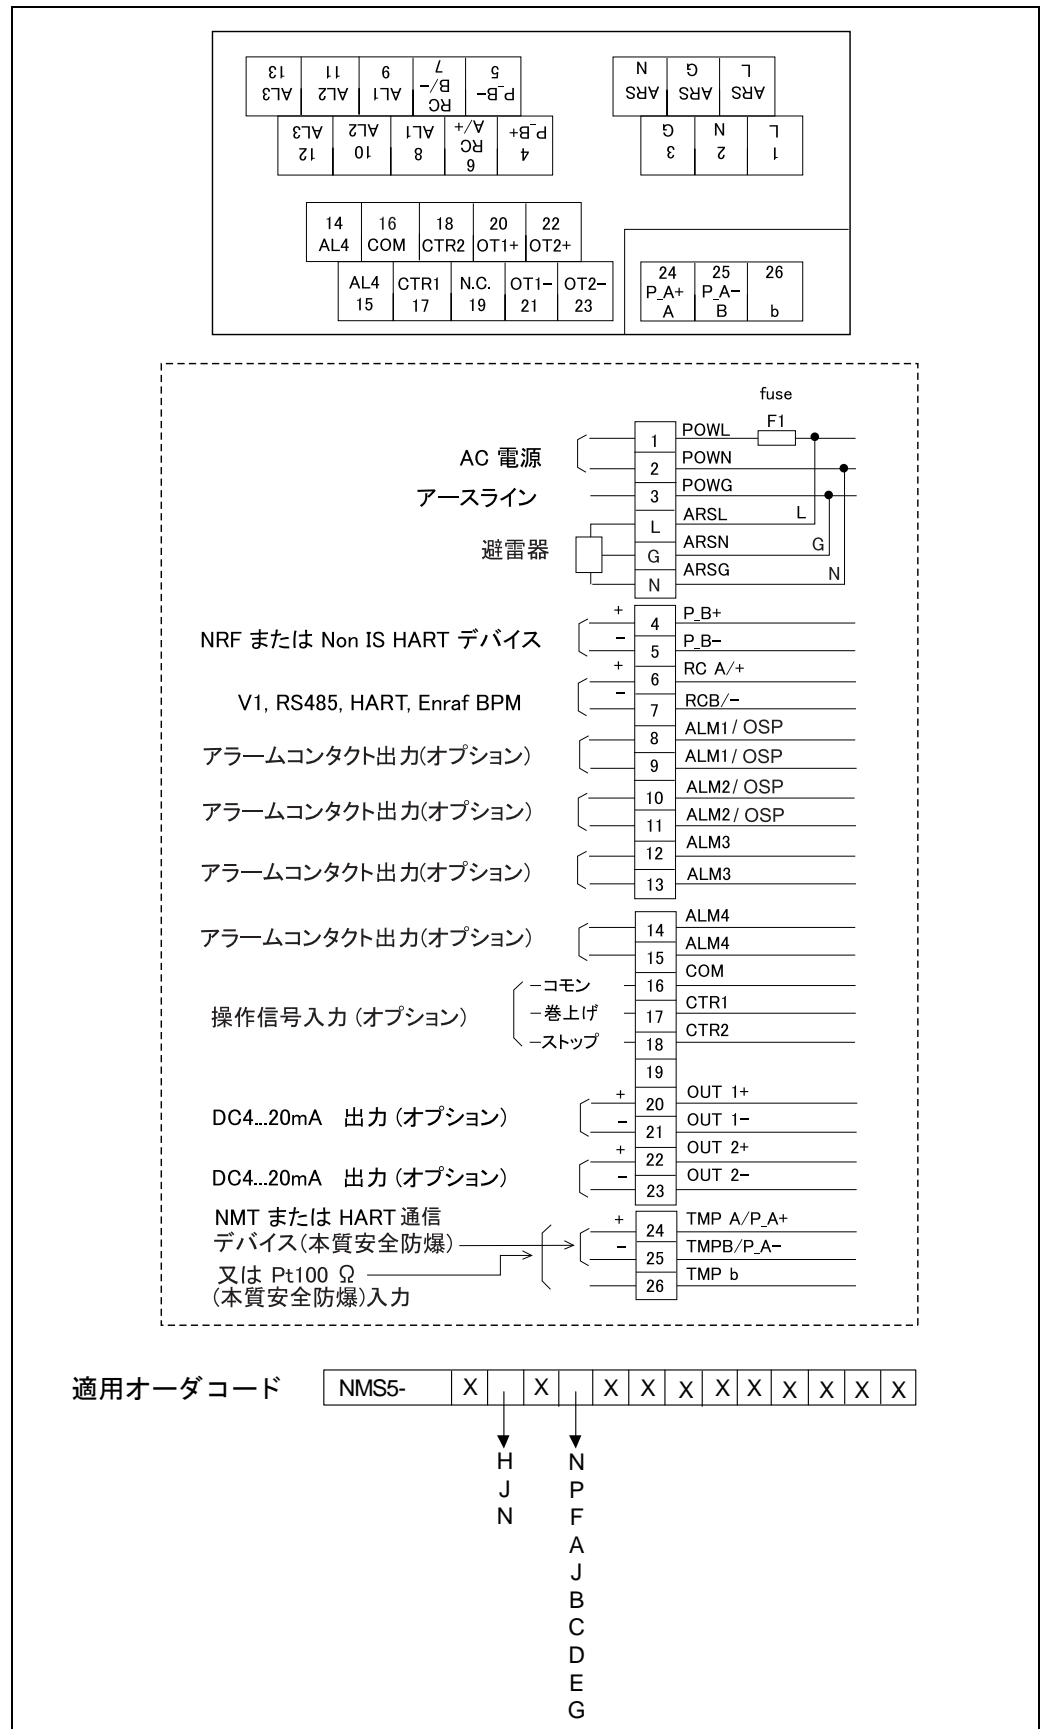 13 11 9 7 5
AL3 AL2 AL1 RC B/- P_B-
N G L
ARS ARS ARS
AL3 AL2 AL1 RC A/+ P_B+
12 10 8 6 4
G N L
3 2 1
14 16 18 20 22
AL4 COM CTR2 OT1+ OT2+
AL4 CTR1 N.C. OT1- OT2-
15 17 19 21 23
24 25 26
P_A+ P_A-
A B b
fuse
F1
AC 電源
1 POWL
2 POWN
アースライン 3 POWG
避雷器
L ARSL L
G ARSN G
N ARSG N
NRF または Non IS HART デバイス
+ 4 P_B+
- 5 P_B-
V1, RS485, HART, Enraf BPM
+ 6 RC A/+
- 7 RCB/-
アラームコンタクト出力(オプション)
8 ALM1/ OSP
9 ALM1/ OSP
アラームコンタクト出力(オプション)
10 ALM2/ OSP
11 ALM2/ OSP
アラームコンタクト出力(オプション)
12 ALM3
13 ALM3
アラームコンタクト出力(オプション)
14 ALM4
15 ALM4
操作信号入力 (オプション)
-コモン 16 COM
-巻上げ 17 CTR1
-ストップ 18 CTR2
19
DC4...20mA 出力 (オプション)
+ 20 OUT 1+
- 21 OUT 1-
DC4...20mA 出力 (オプション)
+ 22 OUT 2+
- 23 OUT 2-
NMT または HART 通信
デバイス(本質安全防爆)
又は Pt100 Ω
(本質安全防爆)入力
+ 24 TMP A/P_A+
- 25 TMPB/P_A-
26 TMP b
適用オーダコード NMS5- X X X X X X X X X X X
H N
J P
N F
A
J
B
C
D
E
G